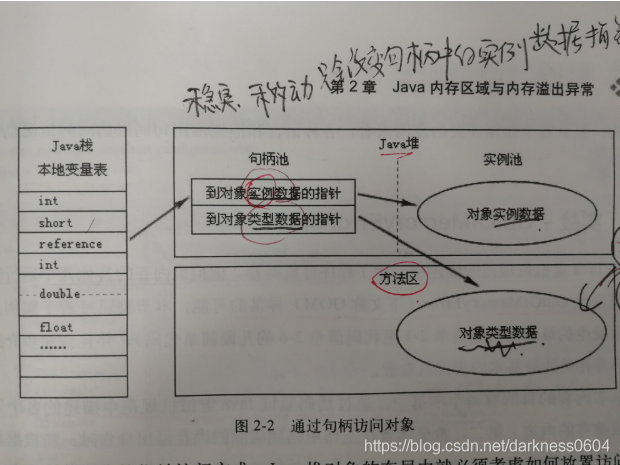 稳定 移动 只会改变句柄中的实例数据指
第 2 章 Java 内存区域与内存溢出异常
Java栈
本地变量表
int
short
reference
int
double
float
……
句柄池
Java堆
实例池
到对象实例数据的指针
到对象类型数据的指针
对象实例数据
方法区
对象类型数据
图 2-2 通过句柄访问对象
https://blog.csdn.net/darkness0604